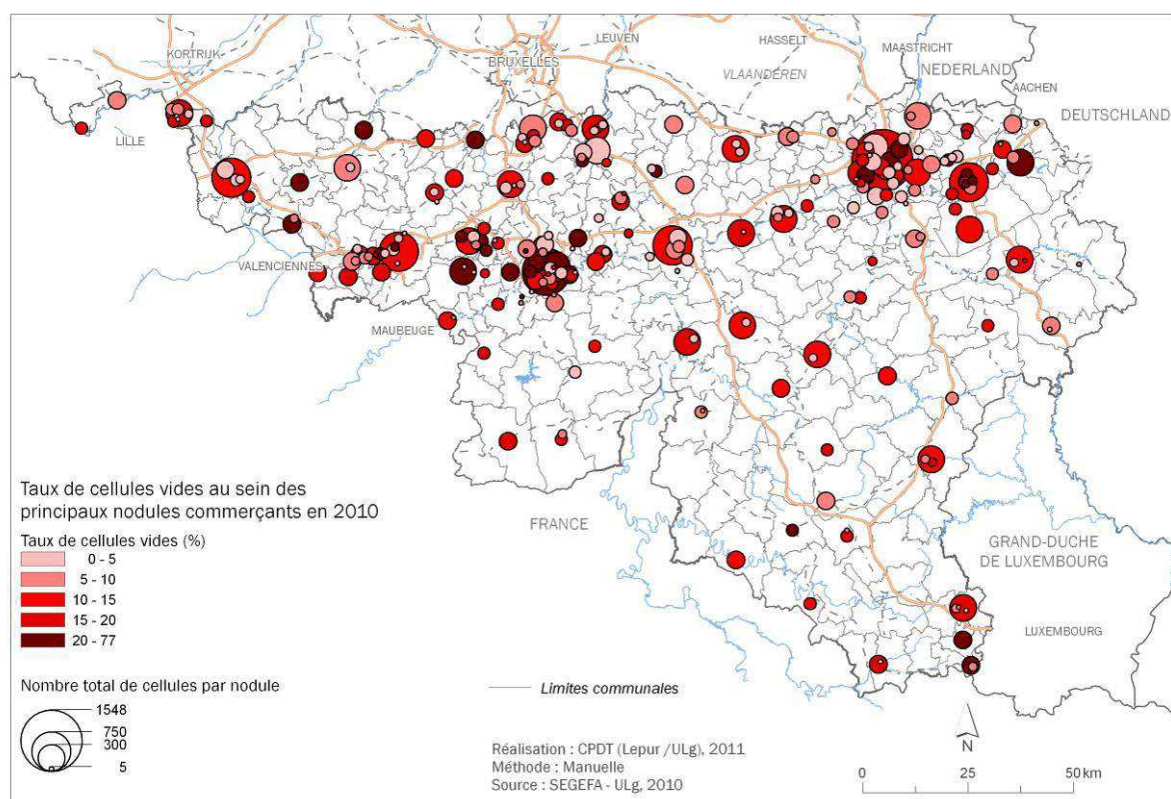 KORTRIJK
LEUVEN
HASSELT
MAASTRICHT
BRUXELLES
VLAANDEREN
NEDERLAND
AACHEN
DEUTSCHLAND
LILLE
VALENCIENNES
MAUBEUGE
FRANCE
GRAND-DUCHE
DE LUXEMBOURG
LUXEMBOURG
Taux de cellules vides au sein des
principaux nodules commerçants en 2010
Taux de cellules vides (%)
0 - 5
5 - 10
10 - 15
15 - 20
20 - 77
Nombre total de cellules par nodule
1548
750
300
5
Limites communales
Réalisation : CPDT (Lepur /ULg), 2011
Méthode : Manuelle
Source : SEGEFA - ULg, 2010
N
0 25 50 km